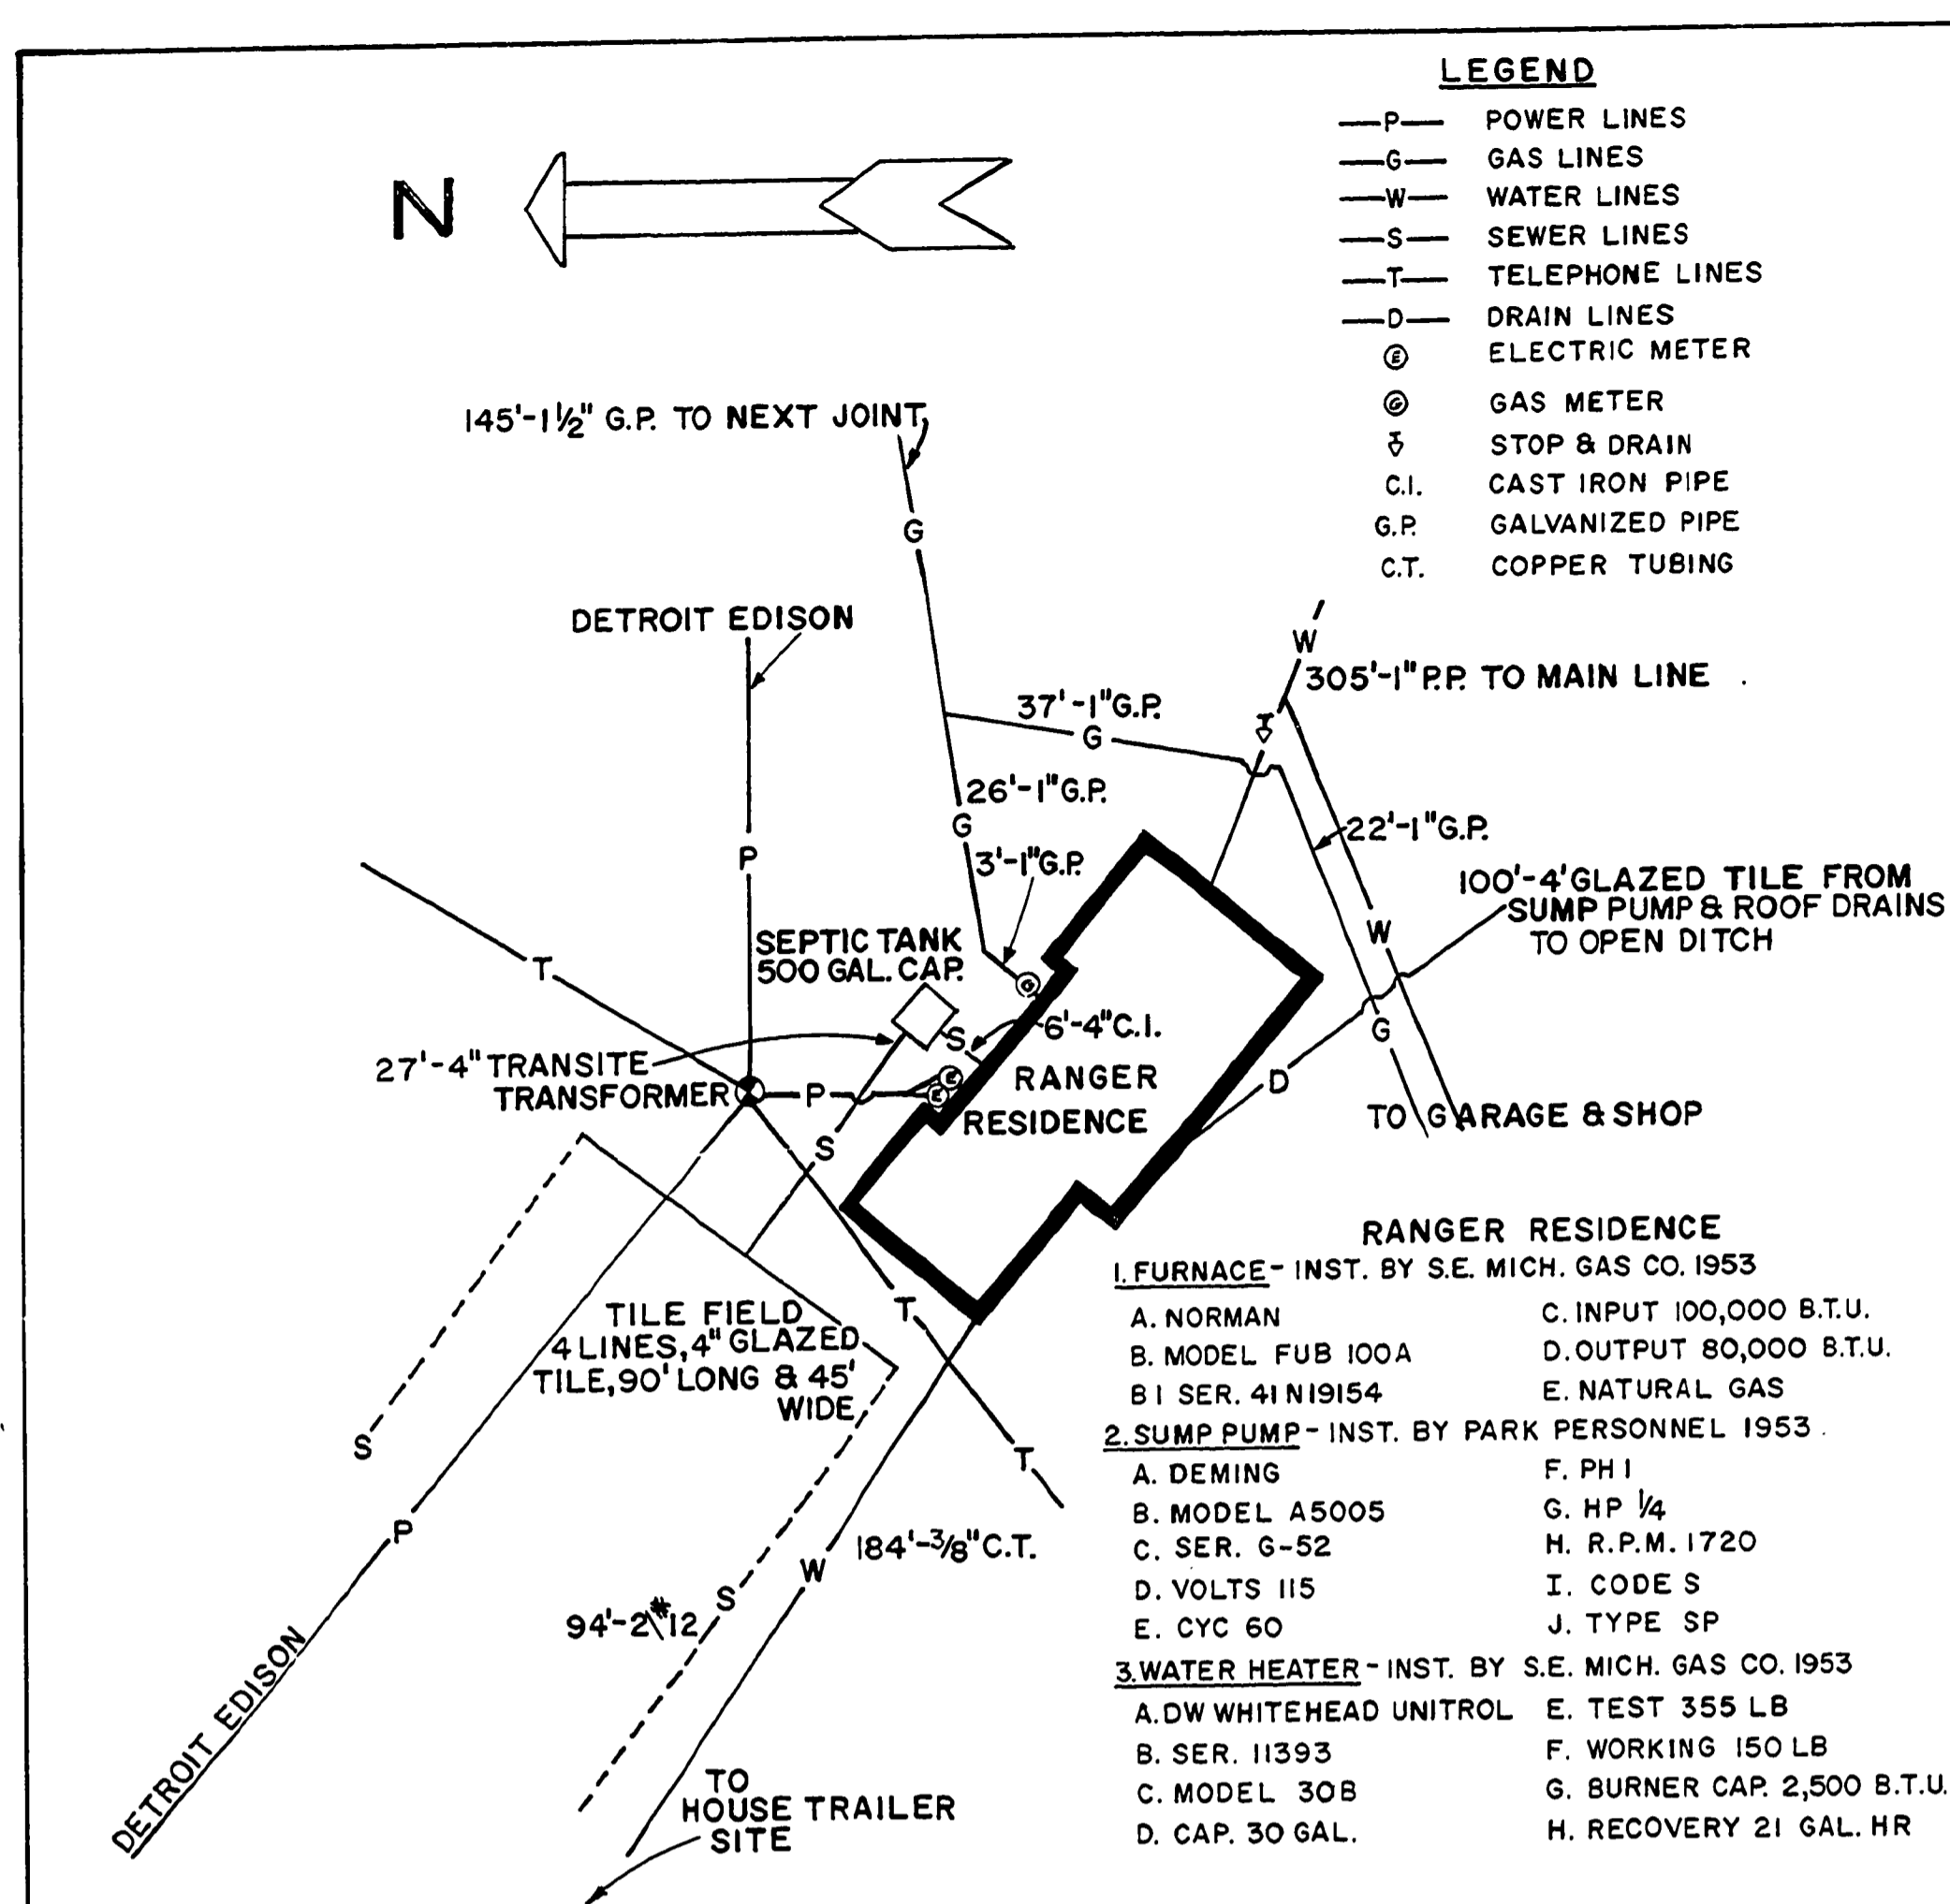 LEGEND
—P— POWER LINES
—G— GAS LINES
—W— WATER LINES
—S— SEWER LINES
—T— TELEPHONE LINES
—D— DRAIN LINES
E ELECTRIC METER
G GAS METER
STOP & DRAIN
C.I. CAST IRON PIPE
G.P. GALVANIZED PIPE
C.T. COPPER TUBING
N
145'-1½" G.P. TO NEXT JOINT
G
DETROIT EDISON
W
305'-1" P.P. TO MAIN LINE
37'-1" G.P.
G
26'-1" G.P.
G
P
3'-1" G.P.
22'-1" G.P.
100'-4' GLAZED TILE FROM
SUMP PUMP & ROOF DRAINS
TO OPEN DITCH
W
T
SEPTIC TANK
500 GAL. CAP.
G
S
6'-4" C.I.
G
27'-4" TRANSITE
TRANSFORMER
P
E
E
RANGER
RESIDENCE
D
TO GARAGE & SHOP
S
TILE FIELD
4 LINES, 4" GLAZED
TILE, 90' LONG & 45'
WIDE
T
S
T
P
184'-3/8" C.T.
W
S
94'-2#12
DETROIT EDISON
TO
HOUSE TRAILER
SITE
RANGER RESIDENCE
1. FURNACE - INST. BY S.E. MICH. GAS CO. 1953
A. NORMAN C. INPUT 100,000 B.T.U.
B. MODEL FUB 100A D. OUTPUT 80,000 B.T.U.
B1 SER. 41N19154 E. NATURAL GAS
2. SUMP PUMP - INST. BY PARK PERSONNEL 1953
A. DEMING F. PH 1
B. MODEL A5005 G. HP 1/4
C. SER. G-52 H. R.P.M. 1720
D. VOLTS 115 I. CODE S
E. CYC 60 J. TYPE SP
3. WATER HEATER - INST. BY S.E. MICH. GAS CO. 1953
A. DW WHITEHEAD UNITROL E. TEST 355 LB
B. SER. 11393 F. WORKING 150 LB
C. MODEL 30B G. BURNER CAP. 2,500 B.T.U.
D. CAP. 30 GAL. H. RECOVERY 21 GAL. HR